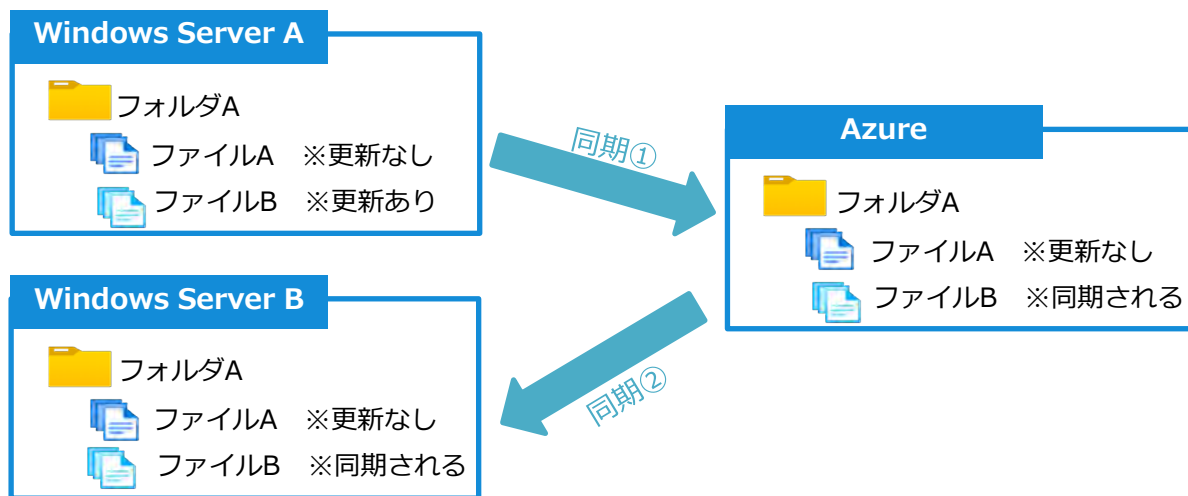 Windows Server A
フォルダA
ファイルA ※更新なし
ファイルB ※更新あり
同期①
Azure
フォルダA
ファイルA ※更新なし
ファイルB ※同期される
Windows Server B
フォルダA
ファイルA ※更新なし
ファイルB ※同期される
同期②